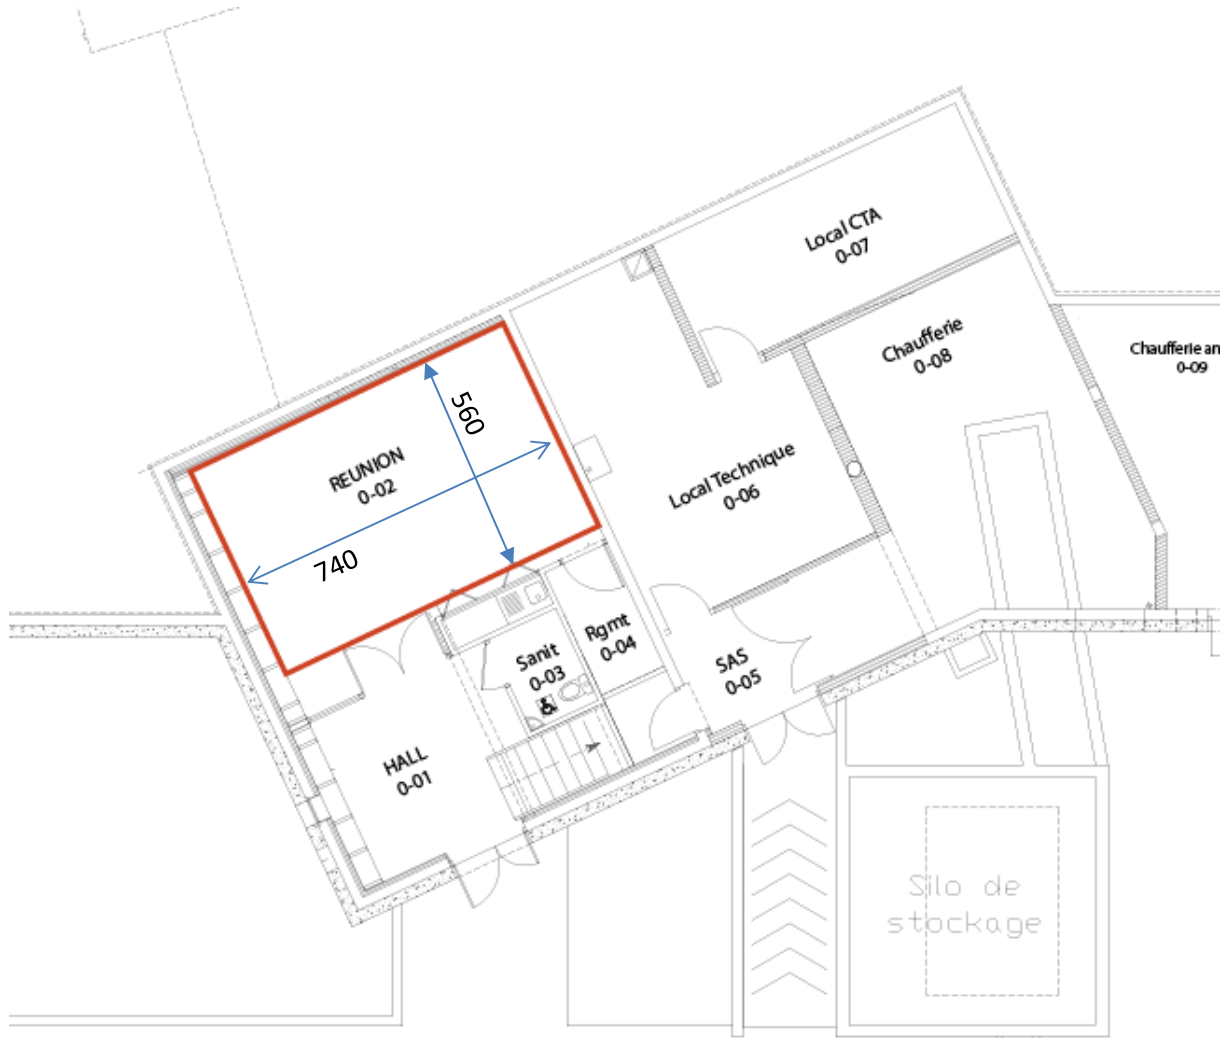 Local CTA
0-07
Chaufferie
0-08
Chaufferie an
0-09
560
REUNION
0-02
Local Technique
0-06
740
Rgmt
0-04
Sanit
0-03
SAS
0-05
HALL
0-01
Silo de
stockage